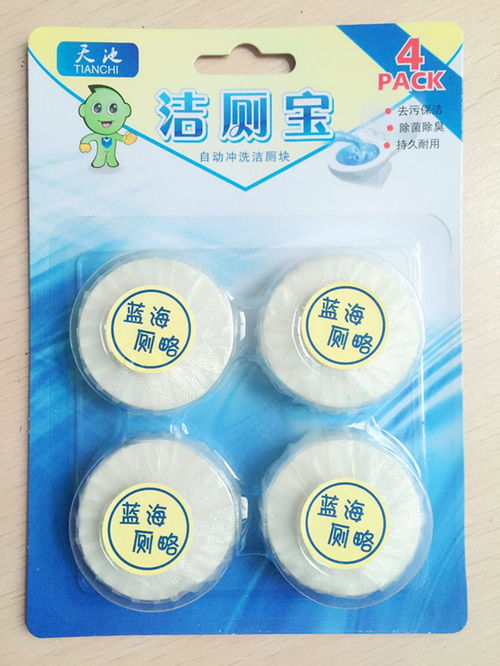 天池
TIANCHI
4
PACK
洁厕宝
自动冲洗洁厕块
去污保洁
除菌除臭
持久耐用
蓝海
厕略
蓝海
厕略
蓝海
厕略
蓝海
厕略